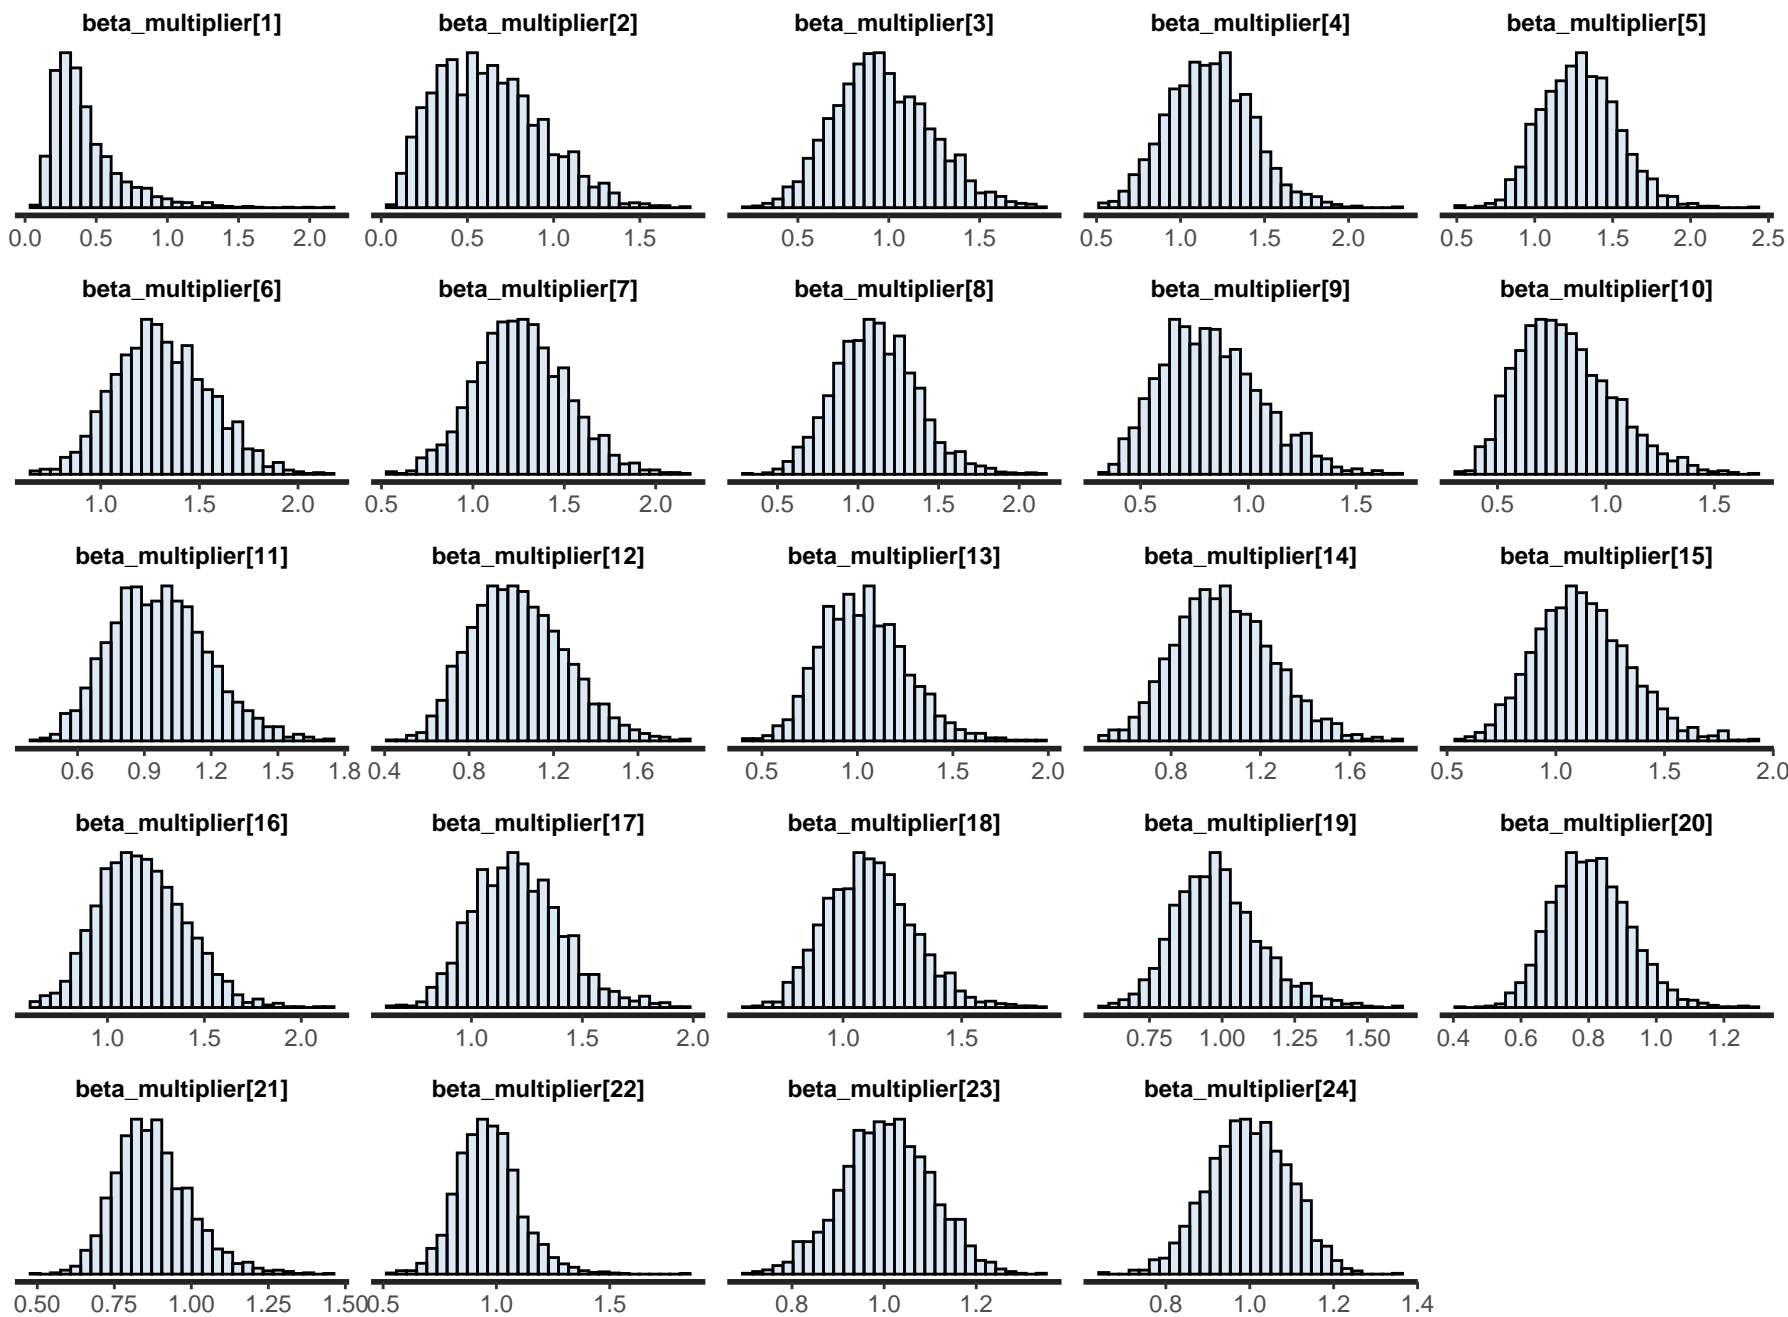 beta_multiplier[1] beta_multiplier[2] beta_multiplier[3] beta_multiplier[4] beta_multiplier[5]
0.0 0.5 1.0 1.5 2.0 0.0 0.5 1.0 1.5 0.5 1.0 1.5 0.5 1.0 1.5 2.0 0.5 1.0 1.5 2.0 2.5
beta_multiplier[6] beta_multiplier[7] beta_multiplier[8] beta_multiplier[9] beta_multiplier[10]
1.0 1.5 2.0 0.5 1.0 1.5 2.0 0.5 1.0 1.5 2.0 0.5 1.0 1.5 0.5 1.0 1.5
beta_multiplier[11] beta_multiplier[12] beta_multiplier[13] beta_multiplier[14] beta_multiplier[15]
0.6 0.9 1.2 1.5 1.8 0.4 0.8 1.2 1.6 0.5 1.0 1.5 2.0 0.8 1.2 1.6 0.5 1.0 1.5 2.0
beta_multiplier[16] beta_multiplier[17] beta_multiplier[18] beta_multiplier[19] beta_multiplier[20]
1.0 1.5 2.0 1.0 1.5 2.0 1.0 1.5 0.75 1.00 1.25 1.50 0.4 0.6 0.8 1.0 1.2
beta_multiplier[21] beta_multiplier[22] beta_multiplier[23] beta_multiplier[24]
0.50 0.75 1.00 1.25 1.50 0.5 1.0 1.5 0.8 1.0 1.2 0.8 1.0 1.2 1.4